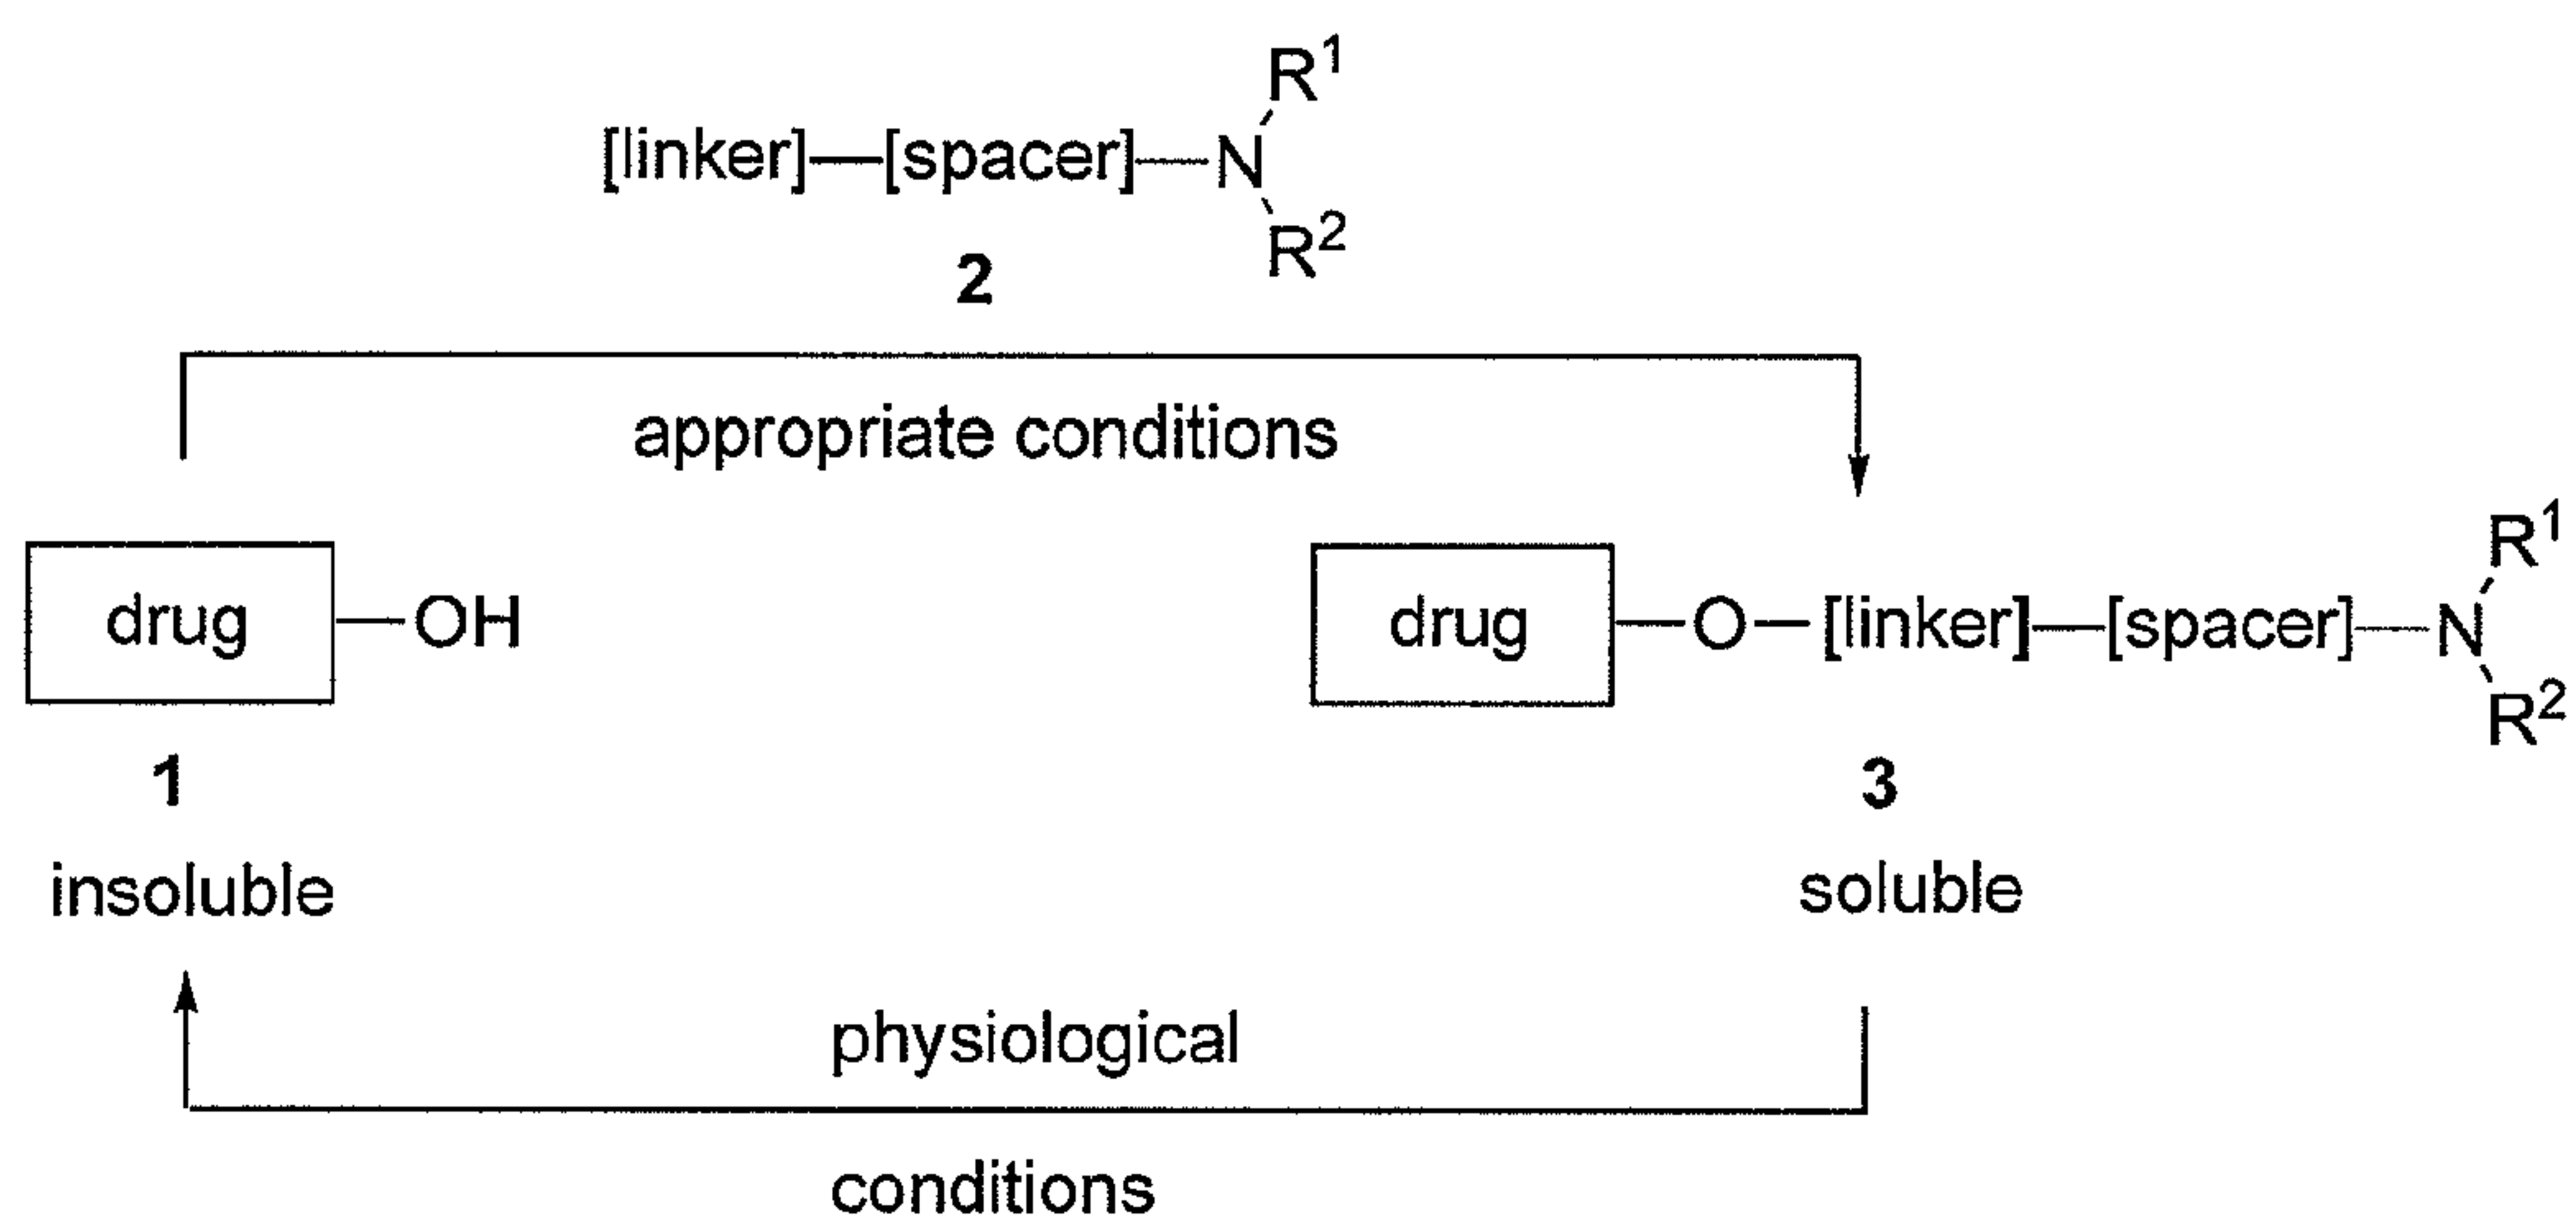 [linker]—[spacer]—N
R¹
R²
2
appropriate conditions
drug—OH
drug—O—[linker]—[spacer]—N
R¹
R²
1
3
insoluble
soluble
physiological
conditions